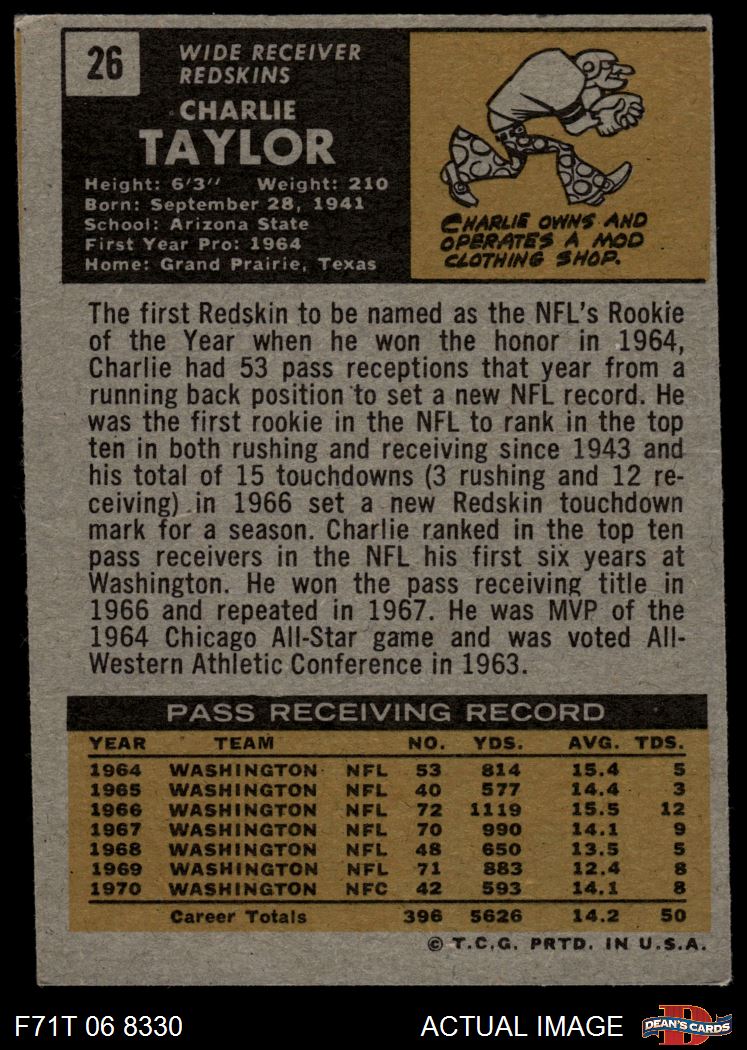 26
WIDE RECEIVER
REDSKINS
CHARLIE
TAYLOR
Height: 6'3" Weight: 210
Born: September 28, 1941
School: Arizona State
First Year Pro: 1964
Home: Grand Prairie, Texas
CHARLIE OWNS AND
OPERATES A MOD
CLOTHING SHOP.
The first Redskin to be named as the NFL's Rookie
of the Year when he won the honor in 1964,
Charlie had 53 pass receptions that year from a
running back position to set a new NFL record. He
was the first rookie in the NFL to rank in the top
ten in both rushing and receiving since 1943 and
his total of 15 touchdowns (3 rushing and 12 re-
ceiving) in 1966 set a new Redskin touchdown
mark for a season. Charlie ranked in the top ten
pass receivers in the NFL his first six years at
Washington. He won the pass receiving title in
1966 and repeated in 1967. He was MVP of the
1964 Chicago All-Star game and was voted All-
Western Athletic Conference in 1963.
PASS RECEIVING RECORD
YEAR TEAM NO. YDS. AVG. TDS.
1964 WASHINGTON NFL 53 814 15.4 5
1965 WASHINGTON NFL 40 577 14.4 3
1966 WASHINGTON NFL 72 1119 15.5 12
1967 WASHINGTON NFL 70 990 14.1 9
1968 WASHINGTON NFL 48 650 13.5 5
1969 WASHINGTON NFL 71 883 12.4 8
1970 WASHINGTON NFC 42 593 14.1 8
Career Totals 396 5626 14.2 50
© T.C.G. PRTD. IN U.S.A.
F71T 06 8330 ACTUAL IMAGE
DEAN'S CARDS